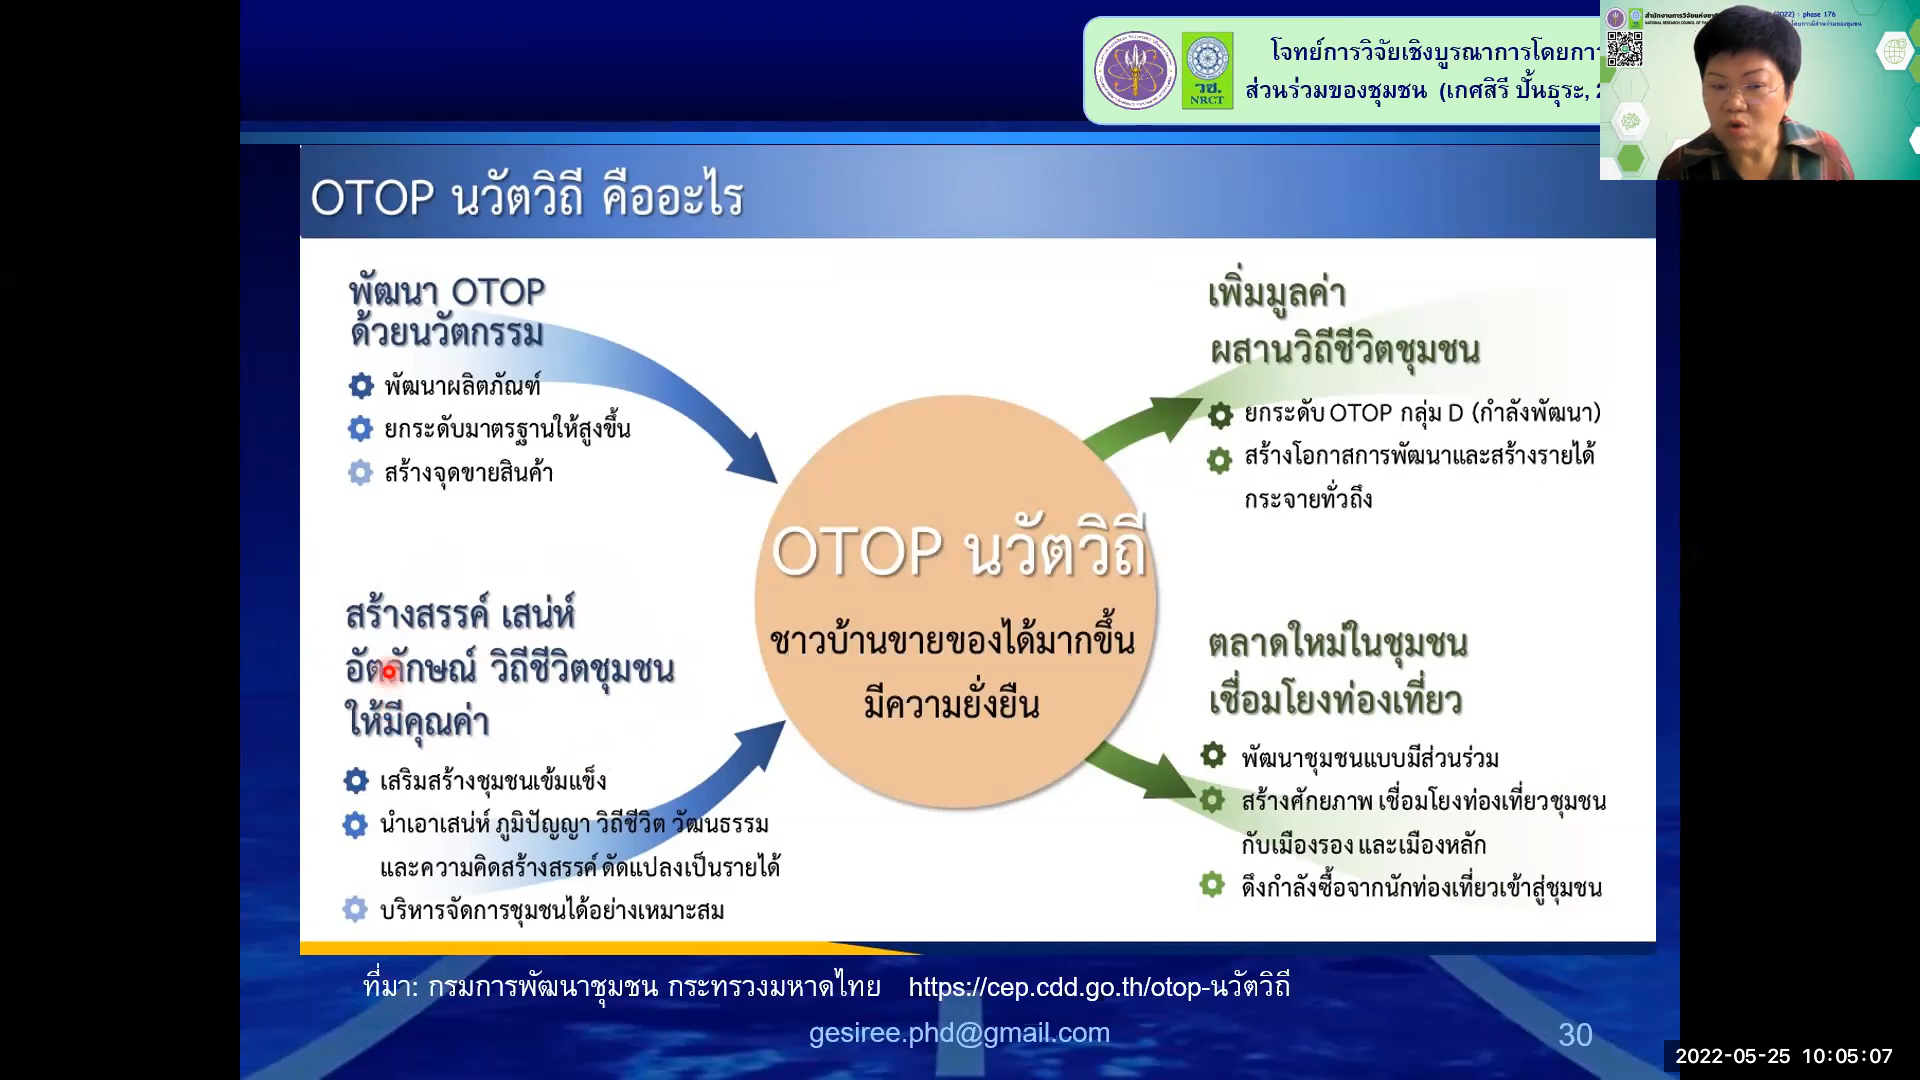 โจทย์การวิจัยเชิงบูรณาการโดยกา
ส่วนร่วมของชุมชน (เกศสิรี ปั้นธุระ,
วช.
NRCT
สำนักงานการวิจัยแห่งชา
(2022) : phase 176
OTOP นวัตวิถี คืออะไร
พัฒนา OTOP
ด้วยนวัตกรรม
พัฒนาผลิตภัณฑ์
ยกระดับมาตรฐานให้สูงขึ้น
สร้างจุดขายสินค้า
สร้างสรรค์ เสน่ห์
อัตลักษณ์ วิถีชีวิตชุมชน
ให้มีคุณค่า
เสริมสร้างชุมชนเข้มแข็ง
นำเอาเสน่ห์ ภูมิปัญญา วิถีชีวิต วัฒนธรรม
และความคิดสร้างสรรค์ ดัดแปลงเป็นรายได้
บริหารจัดการชุมชนได้อย่างเหมาะสม
OTOP นวัตวิถี
ชาวบ้านขายของได้มากขึ้น
มีความยั่งยืน
เพิ่มมูลค่า
ผสานวิถีชีวิตชุมชน
ยกระดับ OTOP กลุ่ม D (กำลังพัฒนา)
สร้างโอกาสการพัฒนาและสร้างรายได้
กระจายทั่วถึง
ตลาดใหม่ในชุมชน
เชื่อมโยงท่องเที่ยว
พัฒนาชุมชนแบบมีส่วนร่วม
สร้างศักยภาพ เชื่อมโยงท่องเที่ยวชุมชน
กับเมืองรอง และเมืองหลัก
ดึงกำลังซื้อจากนักท่องเที่ยวเข้าสู่ชุมชน
ที่มา: กรมการพัฒนาชุมชน กระทรวงมหาดไทย https://cep.cdd.go.th/otop-นวัตวิถี
gesiree.phd@gmail.com
30
2022-05-25 10:05:07